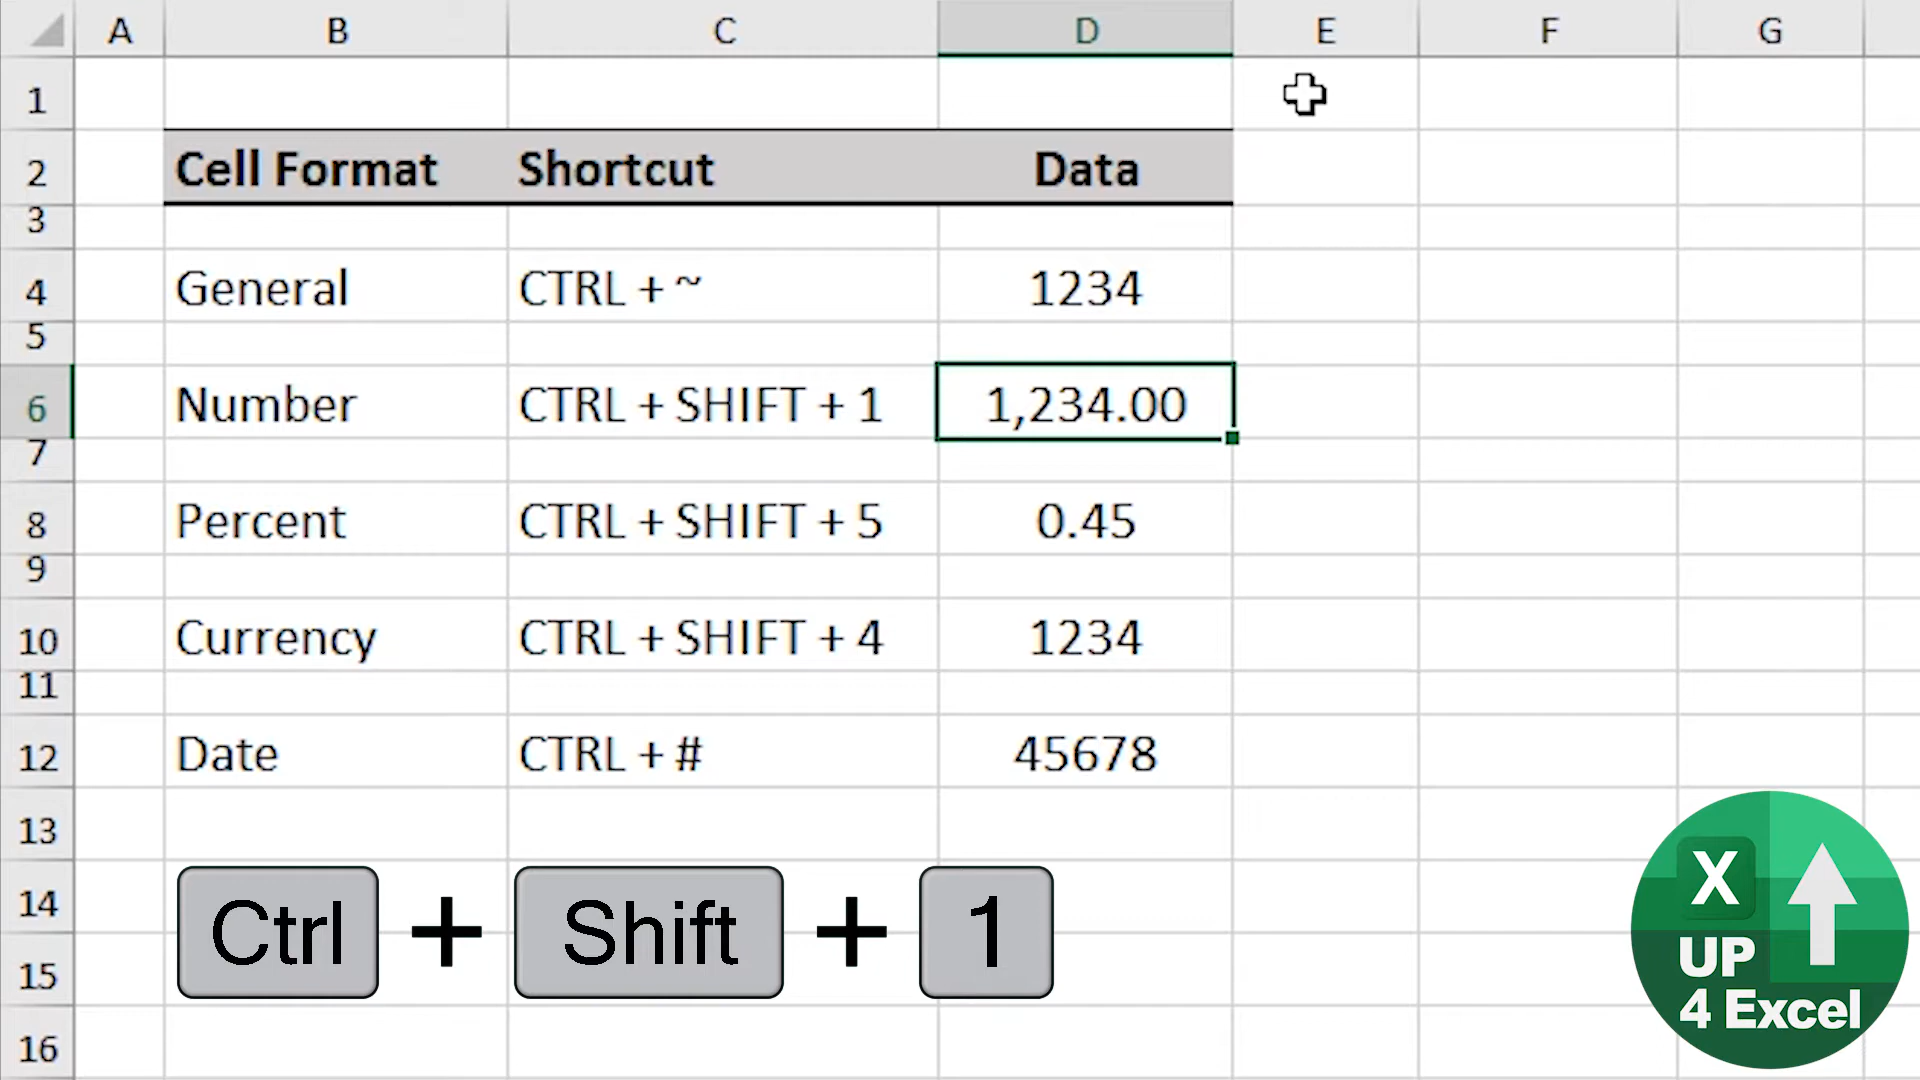 A B C D E F G
1
2 Cell Format Shortcut Data
3
4 General CTRL + ~ 1234
5
6 Number CTRL + SHIFT + 1 1,234.00
7
8 Percent CTRL + SHIFT + 5 0.45
9
10 Currency CTRL + SHIFT + 4 1234
11
12 Date CTRL + # 45678
13
14
15
16
Ctrl + Shift + 1
X
UP
4 Excel